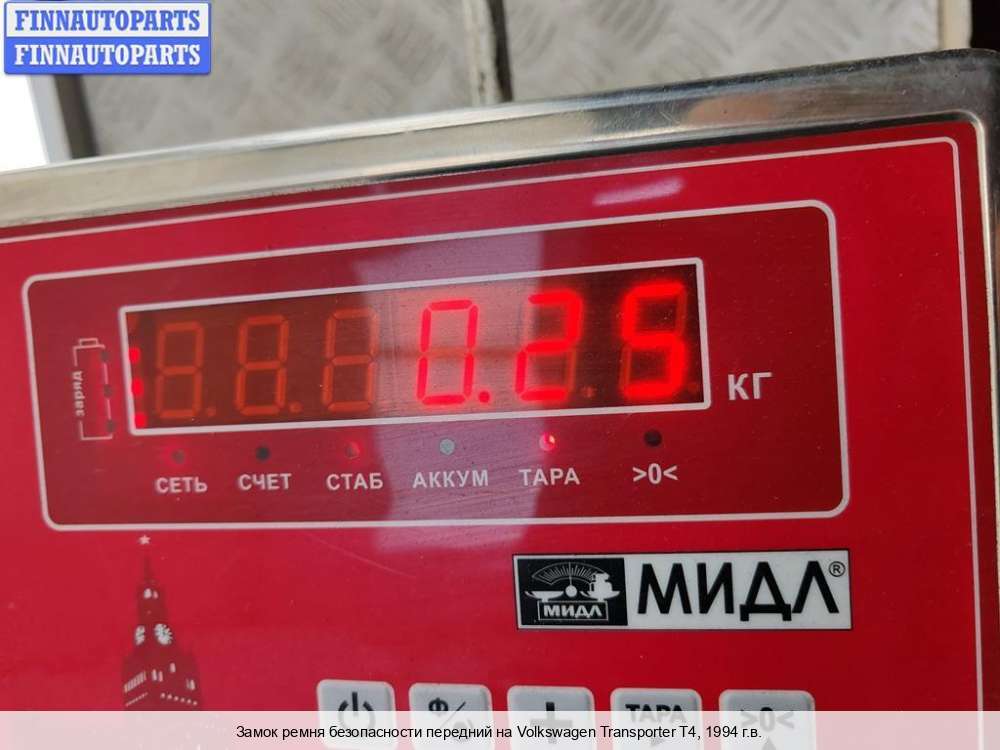 FINNAUTOPARTS
FINNAUTOPARTS
заряд
0.25
КГ
СЕТЬ СЧЕТ СТАБ АККУМ ТАРА >0<
МИДЛ МИДЛ®
Ф
ТАРА >0<
Замок ремня безопасности передний на Volkswagen Transporter T4, 1994 г.в.